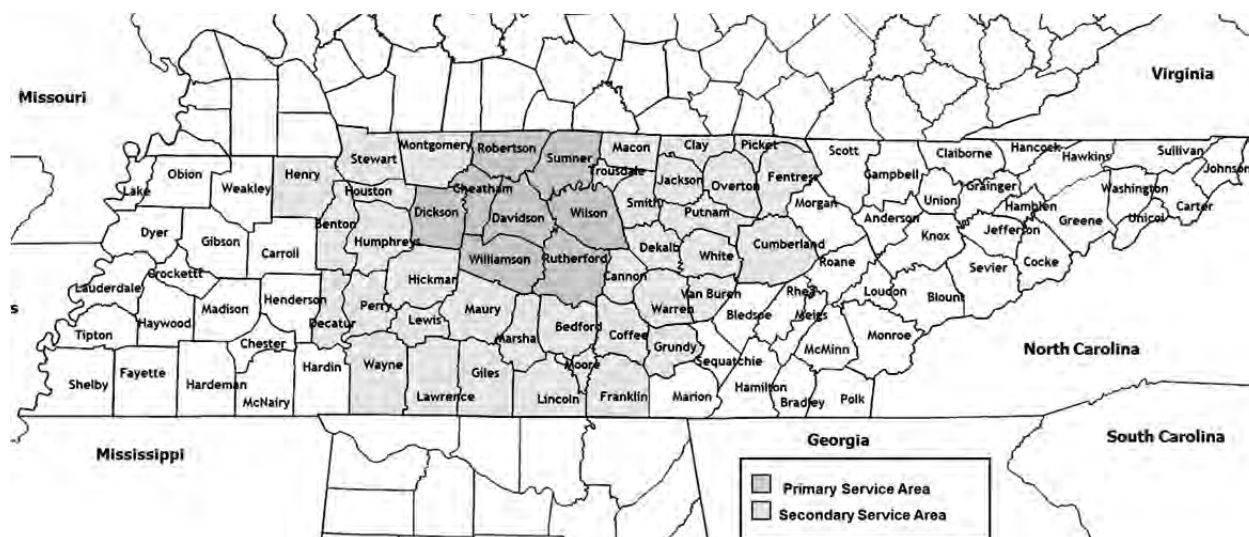 Virginia
Missouri
Montgomery
Robertson
Sumner
Macon
Clay
Picket
Scott
Claiborne
Hancock
Hawkins
Sullivan
Johnson
Stewart
Trousdale
Lake
Obion
Weakley
Henry
Houston
Cheatham
Jackson
Overton
Fentress
Campbell
Union
Grainger
Hamblen
Washington
Carter
Unicoi
Benton
Dickson
Davidson
Wilson
Smith
Putnam
Morgan
Anderson
Jefferson
Greene
Dyer
Gibson
Carroll
Humphreys
Dekalb
White
Cumberland
Knox
Cocke
Crockett
Williamson
Rutherford
Cannon
Roane
Sevier
Lauderdale
Madison
Henderson
Hickman
Van Buren
Rhea
Loudon
Blount
Tipton
Haywood
Decatur
Perry
Lewis
Maury
Bedford
Coffee
Warren
Bledsoe
Meigs
Monroe
Chester
Marsha
Grundy
McMinn
North Carolina
Shelby
Fayette
Hardin
Wayne
Giles
Moore
Sequatchie
Hardeman
McNairy
Lawrence
Lincoln
Franklin
Marion
Hamilton
Bradley
Polk
Mississippi
Georgia
South Carolina
Primary Service Area
Secondary Service Area
s